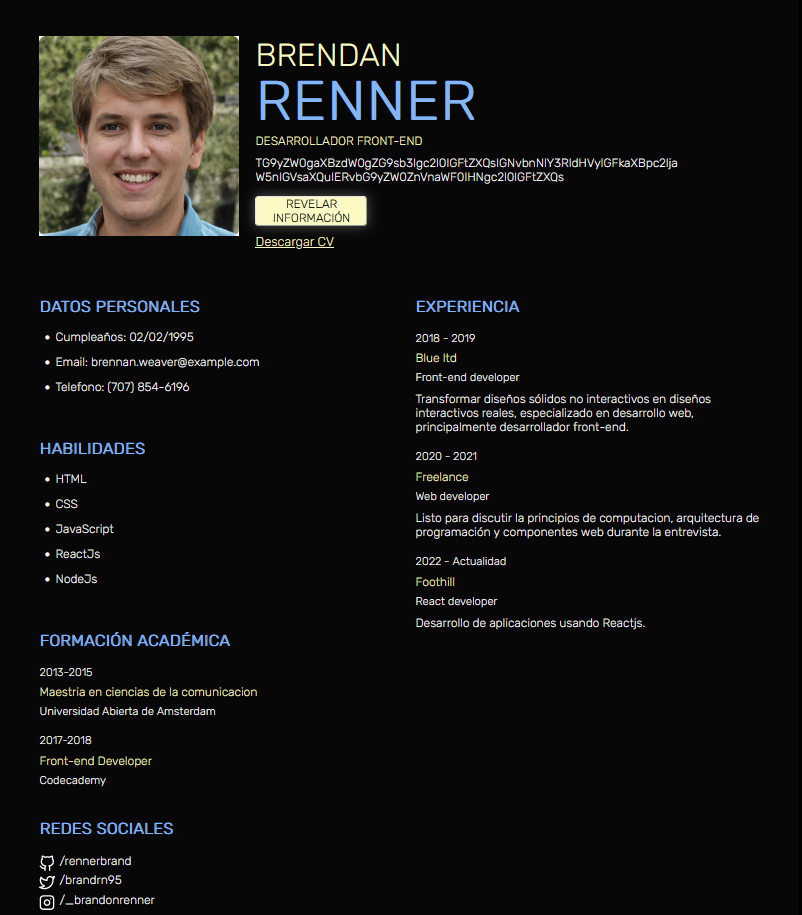 BRENDAN
RENNER
DESARROLLADOR FRONT-END
TG9yZW0gaXBzdW0gZG9sb3Igc2l0IGFtZXQsIGNvbnNlY3RldHVyIGFkaXBpc2lja
W5nIGVsaXQuIERvbG9yZW0ZnVnaWF0IHNgc2l0IGFtZXQs
REVELAR
INFORMACIÓN
Descargar CV
DATOS PERSONALES
• Cumpleaños: 02/02/1995
• Email: brennan.weaver@example.com
• Telefono: (707) 854-6196
HABILIDADES
• HTML
• CSS
• JavaScript
• ReactJs
• NodeJs
FORMACIÓN ACADÉMICA
2013-2015
Maestria en ciencias de la comunicacion
Universidad Abierta de Amsterdam
2017-2018
Front-end Developer
Codecademy
REDES SOCIALES
/rennerbrand
/brandrn95
/_brandonrenner
EXPERIENCIA
2018 - 2019
Blue ltd
Front-end developer
Transformar diseños sólidos no interactivos en diseños
interactivos reales, especializado en desarrollo web,
principalmente desarrollador front-end.
2020 - 2021
Freelance
Web developer
Listo para discutir la principios de computacion, arquitectura de
programación y componentes web durante la entrevista.
2022 - Actualidad
Foothill
React developer
Desarrollo de aplicaciones usando Reactjs.